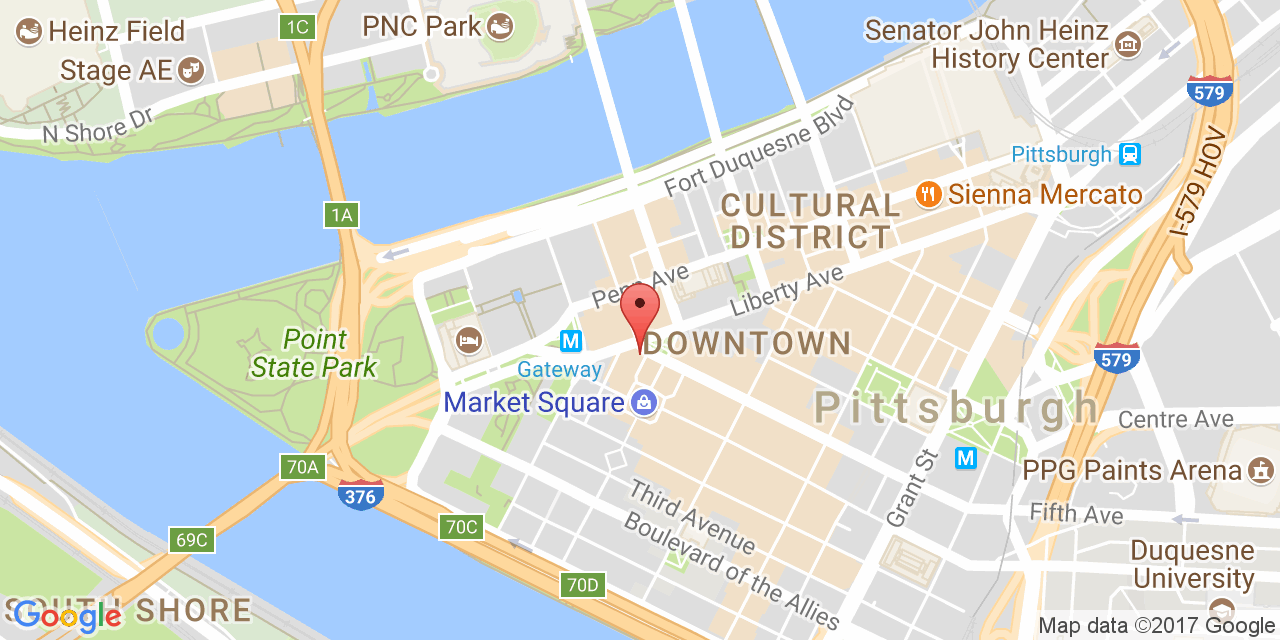 Heinz Field
PNC Park
1C
Senator John Heinz
History Center
Stage AE
579
N Shore Dr
Fort Duquesne Blvd
I-579 HOV
Pittsburgh
Sienna Mercato
1A
CULTURAL
DISTRICT
Penn Ave
Liberty Ave
Point
State Park
M
Gateway
DOWNTOWN
579
Market Square
Pittsburgh
Centre Ave
70A
376
M
Grant St
PPG Paints Arena
Third Avenue
Fifth Ave
70C
69C
Boulevard of the Allies
Duquesne
University
70D
SOUTH SHORE
Google
Map data ©2017 Google